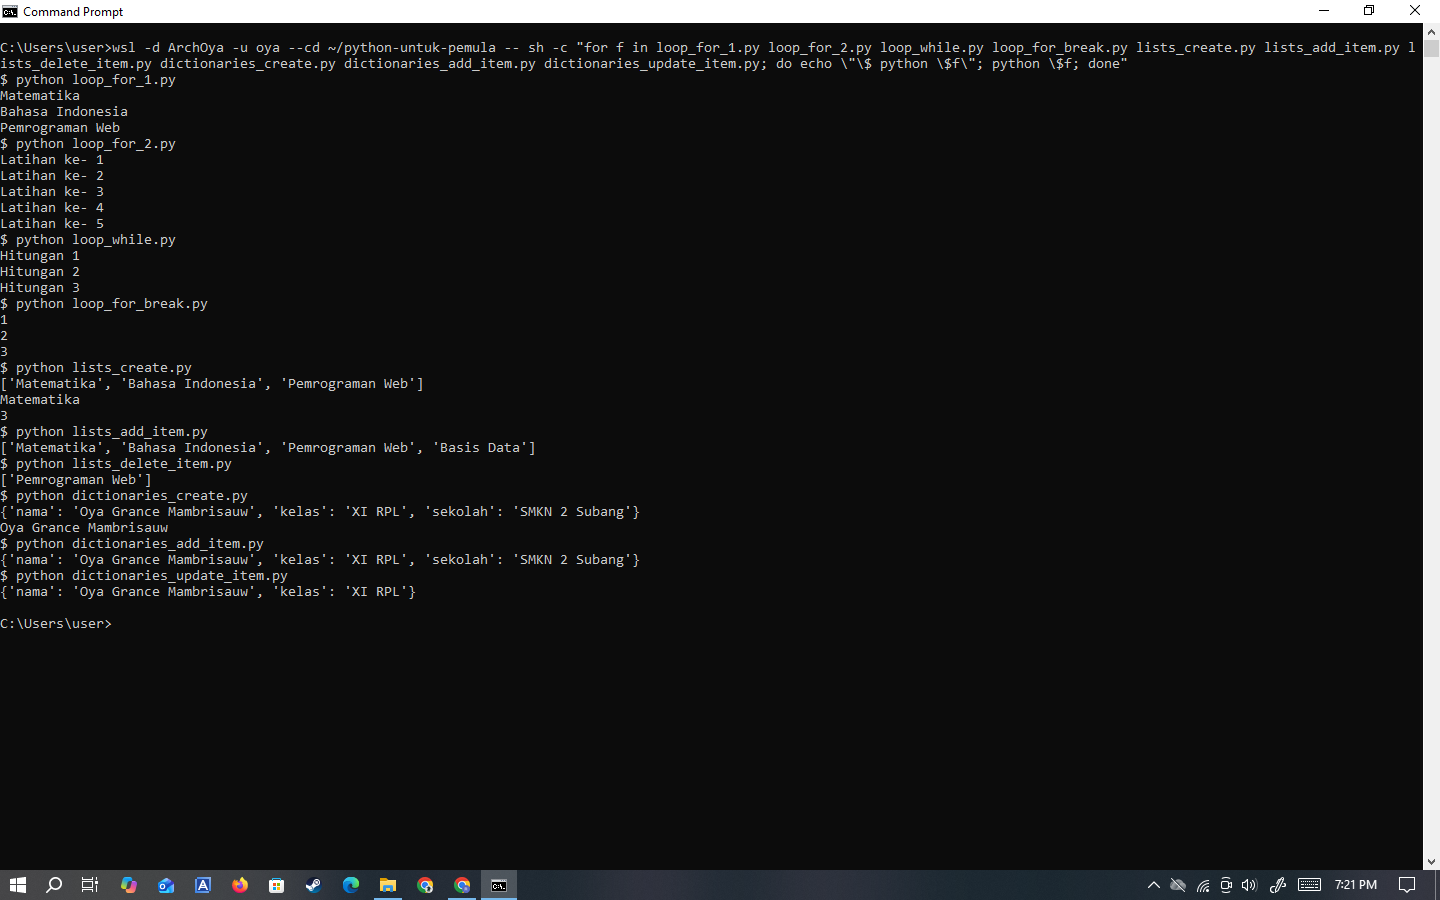 Command Prompt
C:\Users\user>wsl -d ArchOya -u oya --cd ~/python-untuk-pemula -- sh -c "for f in loop_for_1.py loop_for_2.py loop_while.py loop_for_break.py lists_create.py lists_add_item.py l
ists_delete_item.py dictionaries_create.py dictionaries_add_item.py dictionaries_update_item.py; do echo \"\$ python \$f\"; python \$f; done"
$ python loop_for_1.py
Matematika
Bahasa Indonesia
Pemrograman Web
$ python loop_for_2.py
Latihan ke- 1
Latihan ke- 2
Latihan ke- 3
Latihan ke- 4
Latihan ke- 5
$ python loop_while.py
Hitungan 1
Hitungan 2
Hitungan 3
$ python loop_for_break.py
1
2
3
$ python lists_create.py
['Matematika', 'Bahasa Indonesia', 'Pemrograman Web']
Matematika
3
$ python lists_add_item.py
['Matematika', 'Bahasa Indonesia', 'Pemrograman Web', 'Basis Data']
$ python lists_delete_item.py
['Pemrograman Web']
$ python dictionaries_create.py
{'nama': 'Oya Grance Mambrisauw', 'kelas': 'XI RPL', 'sekolah': 'SMKN 2 Subang'}
Oya Grance Mambrisauw
$ python dictionaries_add_item.py
{'nama': 'Oya Grance Mambrisauw', 'kelas': 'XI RPL', 'sekolah': 'SMKN 2 Subang'}
$ python dictionaries_update_item.py
{'nama': 'Oya Grance Mambrisauw', 'kelas': 'XI RPL'}
C:\Users\user>
7:21 PM